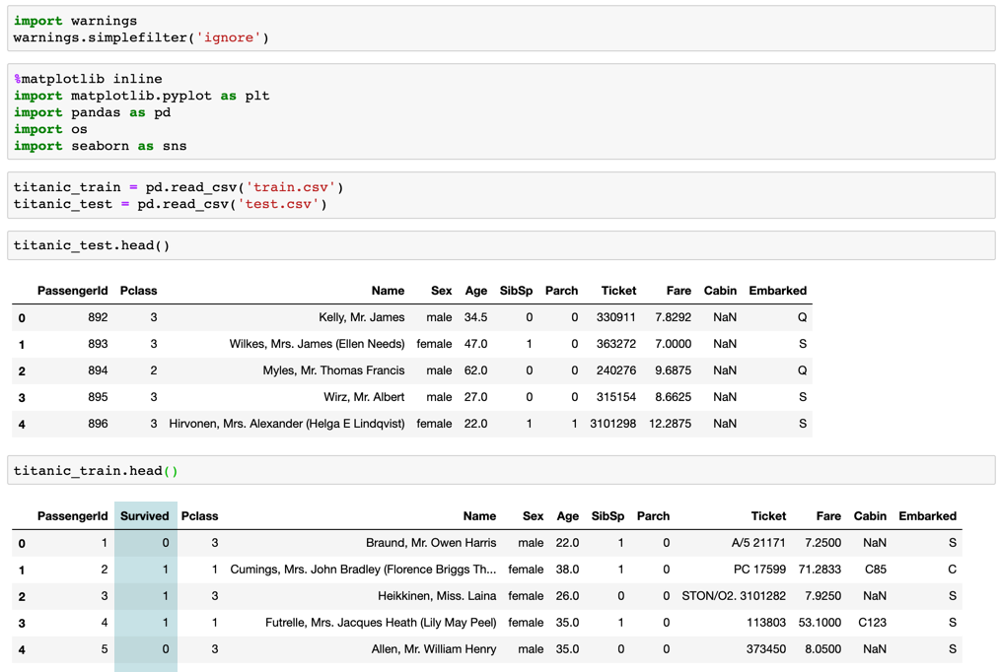 import warnings
warnings.simplefilter('ignore')
%matplotlib inline
import matplotlib.pyplot as plt
import pandas as pd
import os
import seaborn as sns
titanic_train = pd.read_csv('train.csv')
titanic_test = pd.read_csv('test.csv')
titanic_test.head()
PassengerId Pclass Name Sex Age SibSp Parch Ticket Fare Cabin Embarked
0 892 3 Kelly, Mr. James male 34.5 0 0 330911 7.8292 NaN Q
1 893 3 Wilkes, Mrs. James (Ellen Needs) female 47.0 1 0 363272 7.0000 NaN S
2 894 2 Myles, Mr. Thomas Francis male 62.0 0 0 240276 9.6875 NaN Q
3 895 3 Wirz, Mr. Albert male 27.0 0 0 315154 8.6625 NaN S
4 896 3 Hirvonen, Mrs. Alexander (Helga E Lindqvist) female 22.0 1 1 3101298 12.2875 NaN S
titanic_train.head()
PassengerId Survived Pclass Name Sex Age SibSp Parch Ticket Fare Cabin Embarked
0 1 0 3 Braund, Mr. Owen Harris male 22.0 1 0 A/5 21171 7.2500 NaN S
1 2 1 1 Cumings, Mrs. John Bradley (Florence Briggs Th... female 38.0 1 0 PC 17599 71.2833 C85 C
2 3 1 3 Heikkinen, Miss. Laina female 26.0 0 0 STON/O2. 3101282 7.9250 NaN S
3 4 1 1 Futrelle, Mrs. Jacques Heath (Lily May Peel) female 35.0 1 0 113803 53.1000 C123 S
4 5 0 3 Allen, Mr. William Henry male 35.0 0 0 373450 8.0500 NaN S